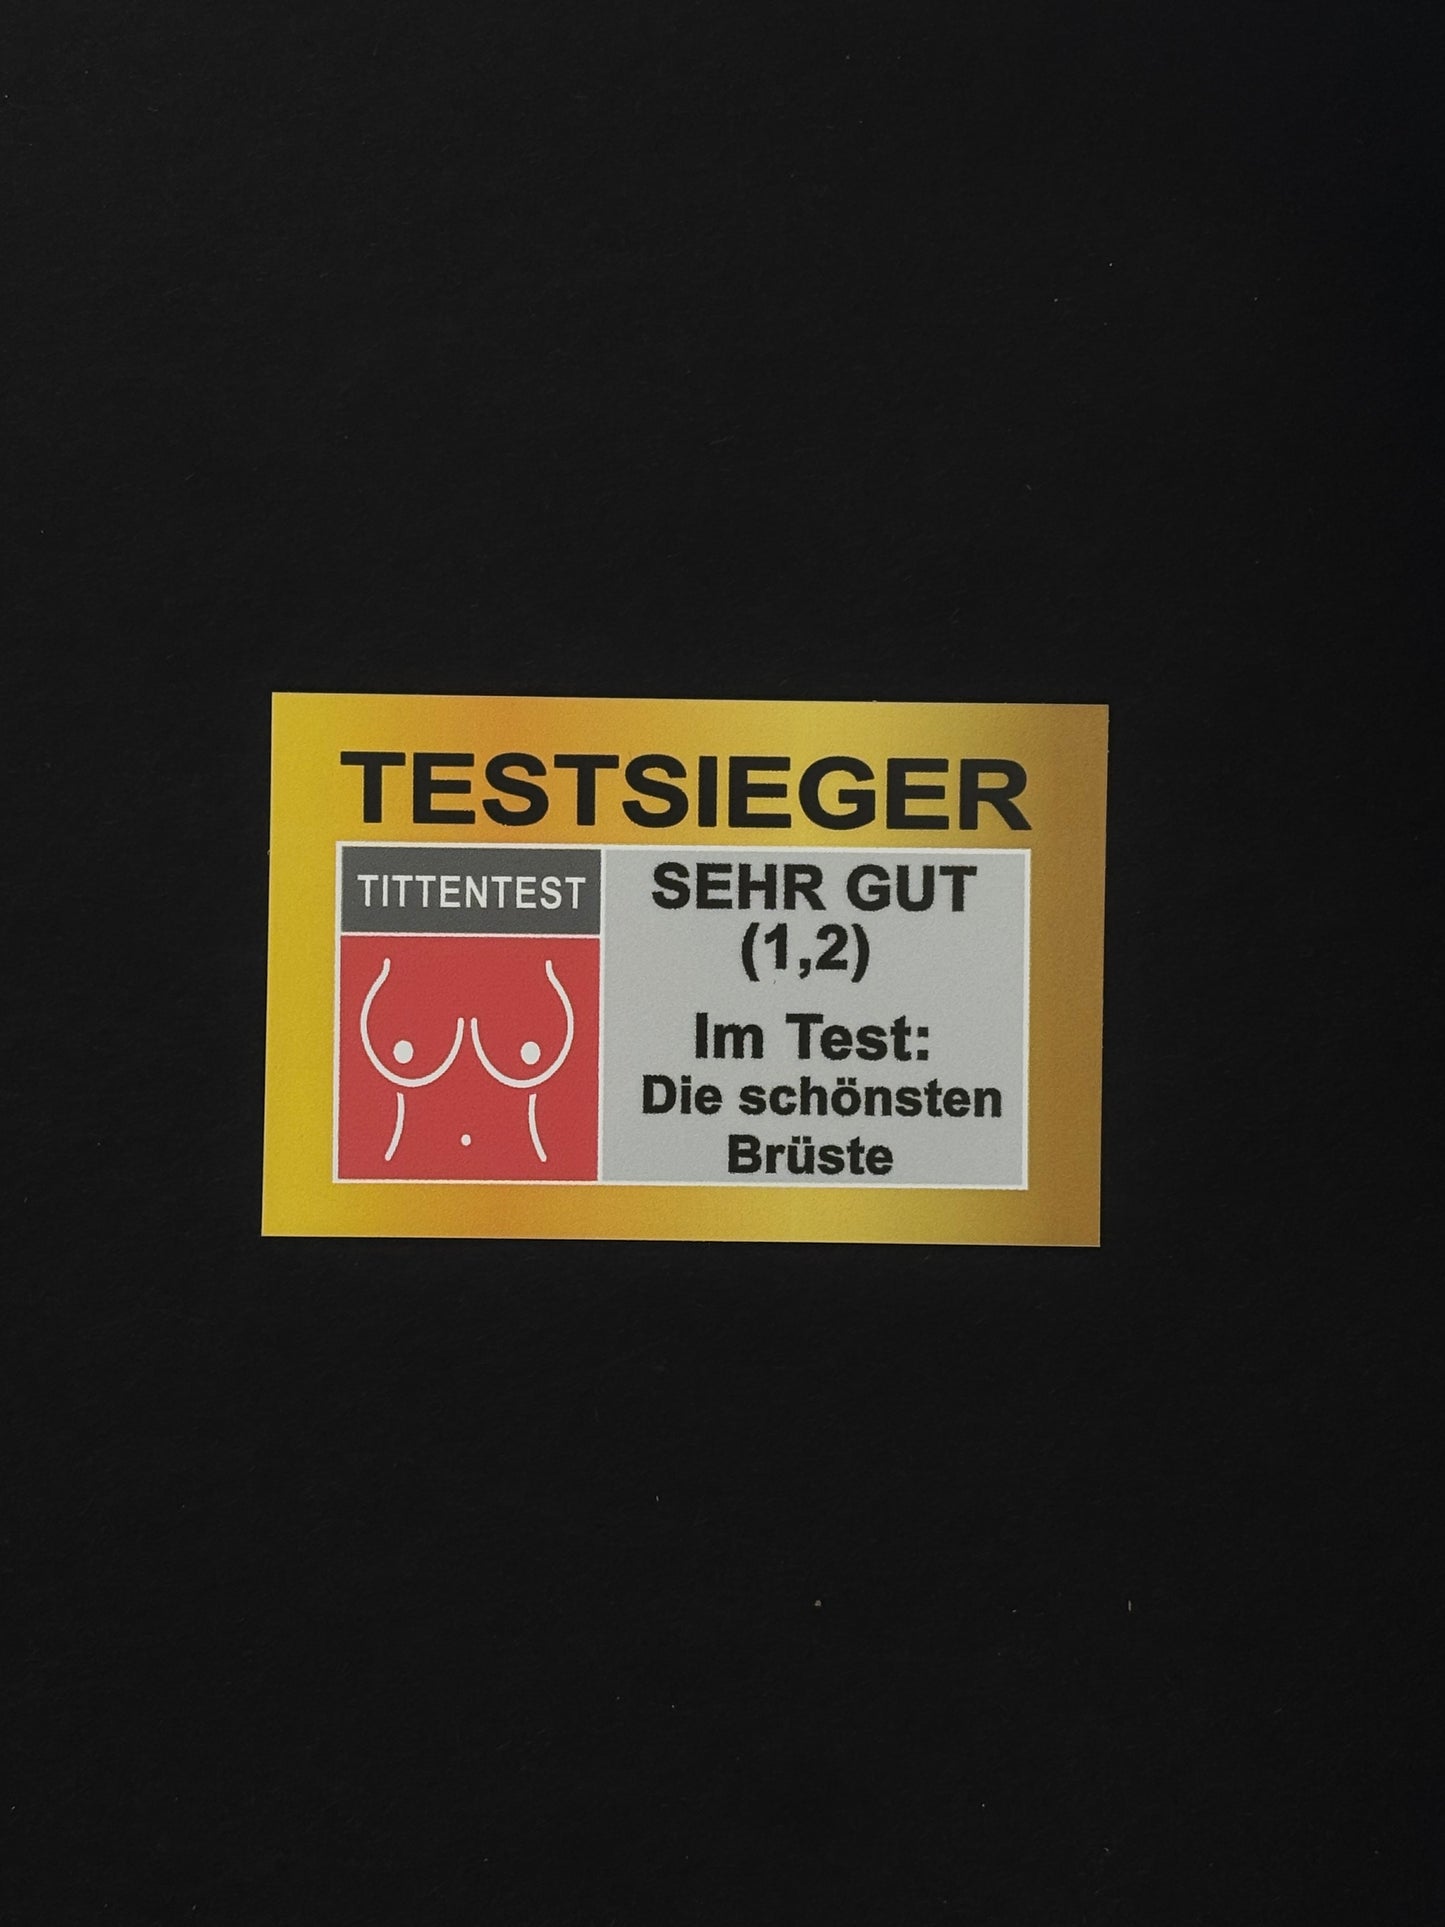 TESTSIEGER
TITTENTEST
SEHR GUT
(1,2)
Im Test:
Die schönsten
Brüste